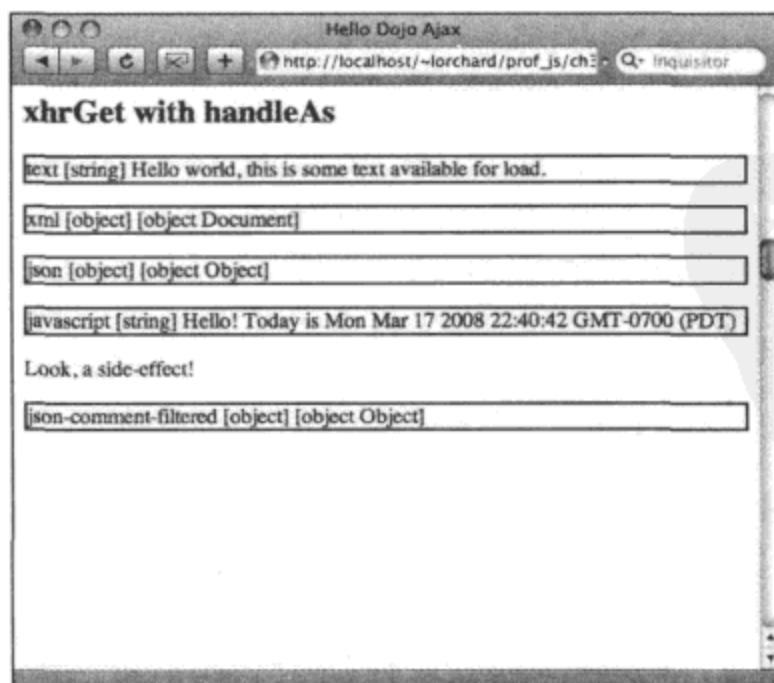 Hello Dojo Ajax
http://localhost/~lorchard/prof_js/ch3
Inquisitor
xhrGet with handleAs
text [string] Hello world, this is some text available for load.
xml [object] [object Document]
json [object] [object Object]
javascript [string] Hello! Today is Mon Mar 17 2008 22:40:42 GMT-0700 (PDT)
Look, a side-effect!
json-comment-filtered [object] [object Object]